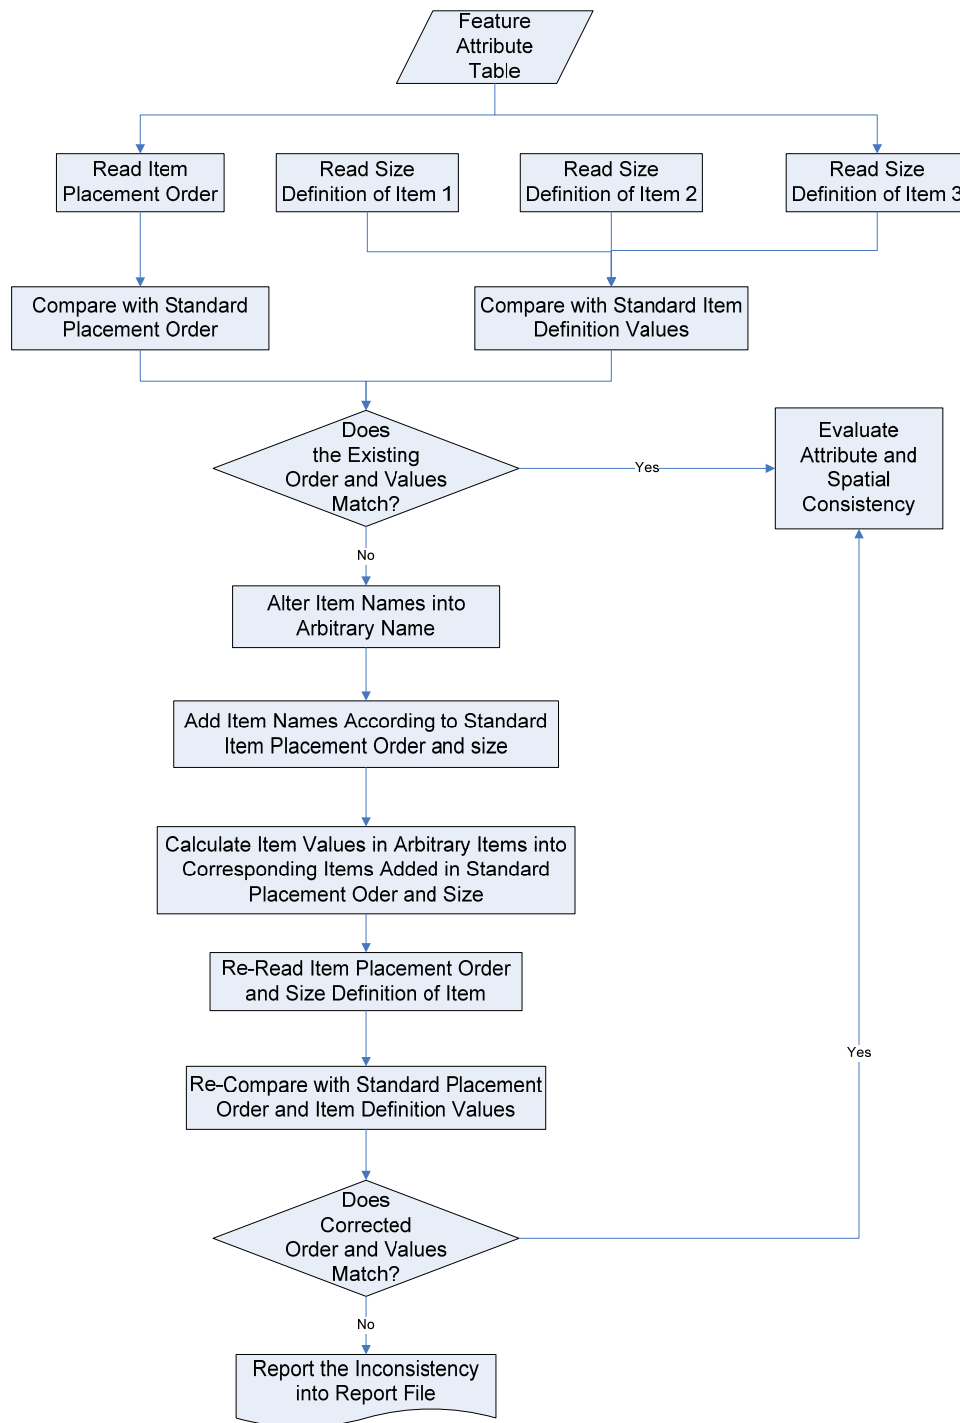 Feature
Attribute
Table
Read Item
Placement Order
Read Size
Definition of Item 1
Read Size
Definition of Item 2
Read Size
Definition of Item 3
Compare with Standard
Placement Order
Compare with Standard Item
Definition Values
Does
the Existing
Order and Values
Match?
Yes
Evaluate
Attribute and
Spatial
Consistency
No
Alter Item Names into
Arbitrary Name
Add Item Names According to Standard
Item Placement Order and size
Calculate Item Values in Arbitrary Items into
Corresponding Items Added in Standard
Placement Oder and Size
Re-Read Item Placement Order
and Size Definition of Item
Yes
Re-Compare with Standard Placement
Order and Item Definition Values
Does
Corrected
Order and Values
Match?
No
Report the Inconsistency
into Report File